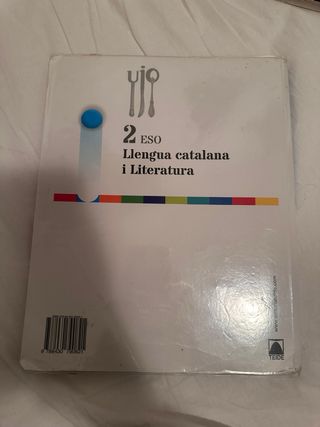 2 ESO
Llengua catalana
i Literatura
TEIDE